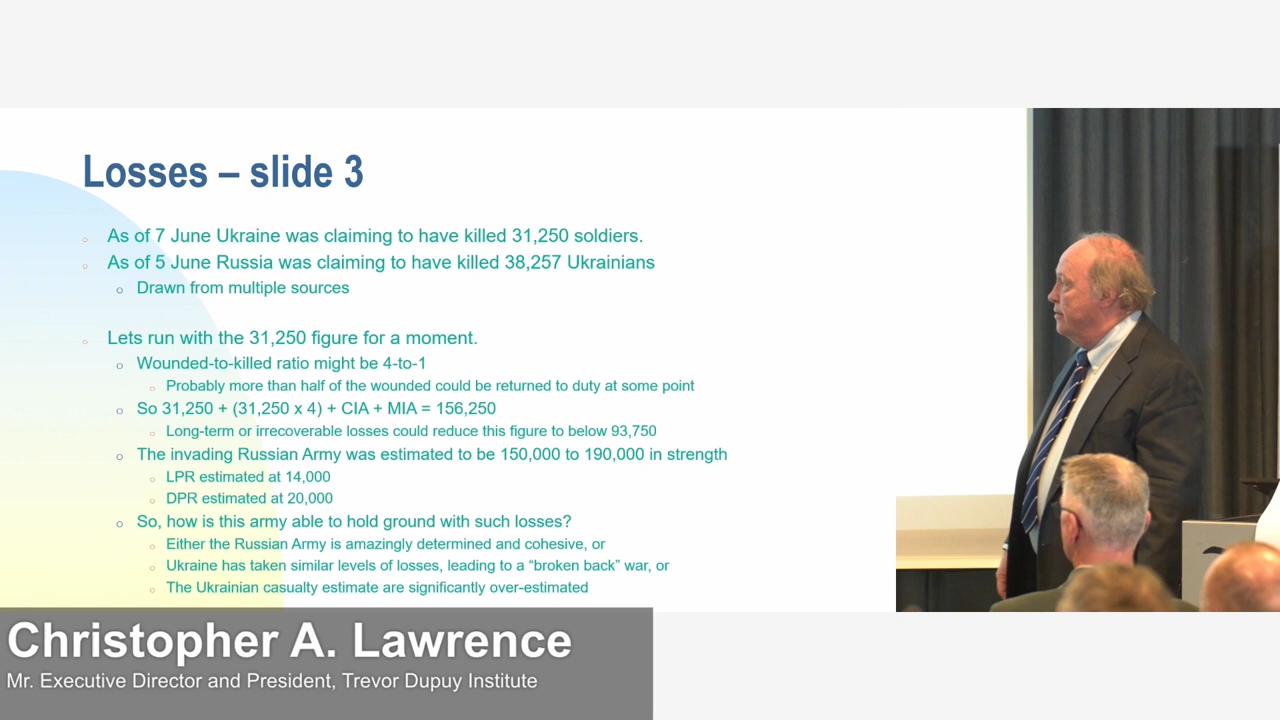 Losses – slide 3
As of 7 June Ukraine was claiming to have killed 31,250 soldiers.
As of 5 June Russia was claiming to have killed 38,257 Ukrainians
Drawn from multiple sources
Lets run with the 31,250 figure for a moment.
Wounded-to-killed ratio might be 4-to-1
Probably more than half of the wounded could be returned to duty at some point
So 31,250 + (31,250 x 4) + CIA + MIA = 156,250
Long-term or irrecoverable losses could reduce this figure to below 93,750
The invading Russian Army was estimated to be 150,000 to 190,000 in strength
LPR estimated at 14,000
DPR estimated at 20,000
So, how is this army able to hold ground with such losses?
Either the Russian Army is amazingly determined and cohesive, or
Ukraine has taken similar levels of losses, leading to a “broken back” war, or
The Ukrainian casualty estimate are significantly over-estimated
Christopher A. Lawrence
Mr. Executive Director and President, Trevor Dupuy Institute